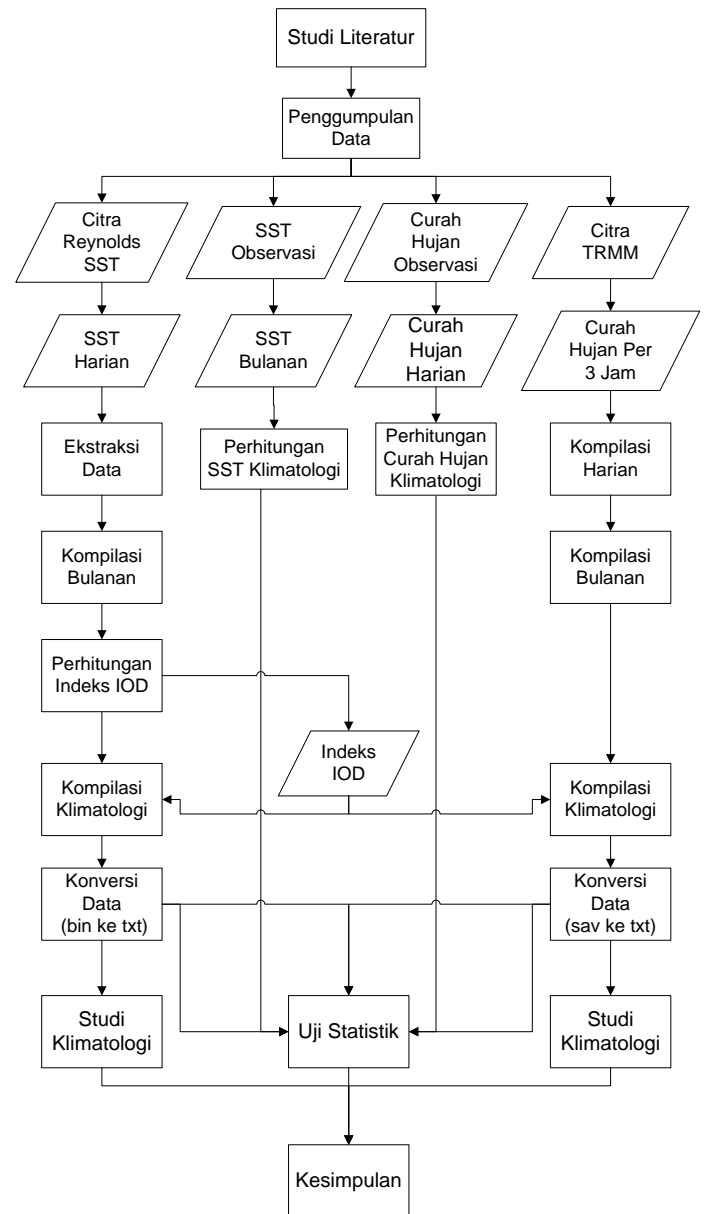 Studi Literatur
Penggumpulan
Data
Citra
Reynolds
SST
SST
Observasi
Curah
Hujan
Observasi
Citra
TRMM
SST
Harian
SST
Bulanan
Curah
Hujan
Harian
Curah
Hujan Per
3 Jam
Ekstraksi
Data
Perhitungan
SST Klimatologi
Perhitungan
Curah Hujan
Klimatologi
Kompilasi
Harian
Kompilasi
Bulanan
Kompilasi
Bulanan
Perhitungan
Indeks IOD
Indeks
IOD
Kompilasi
Klimatologi
Kompilasi
Klimatologi
Konversi
Data
(bin ke txt)
Konversi
Data
(sav ke txt)
Studi
Klimatologi
Uji Statistik
Studi
Klimatologi
Kesimpulan